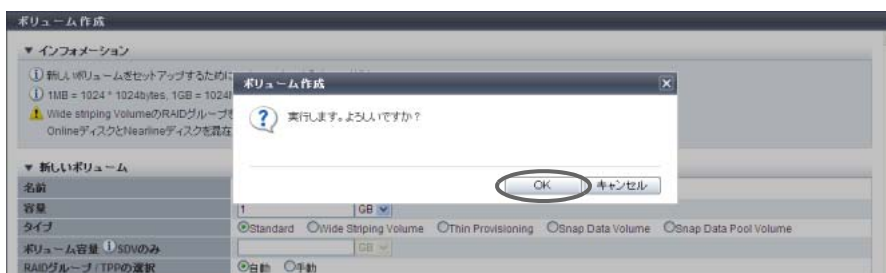 ボリューム作成
▼ インフォメーション
新しいボリュームをセットアップするために
1MB = 1024 * 1024bytes, 1GB = 1024
Wide striping VolumeのRAIDグループを
OnlineディスクとNearlineディスクを混在
ボリューム作成
実行します。よろしいですか？
OK キャンセル
▼ 新しいボリューム
名前
容量 1 GB
タイプ Standard Wide Striping Volume Thin Provisioning Snap Data Volume Snap Data Pool Volume
ボリューム容量 SDVのみ GB
RAIDグループ/TPPの選択 自動 手動